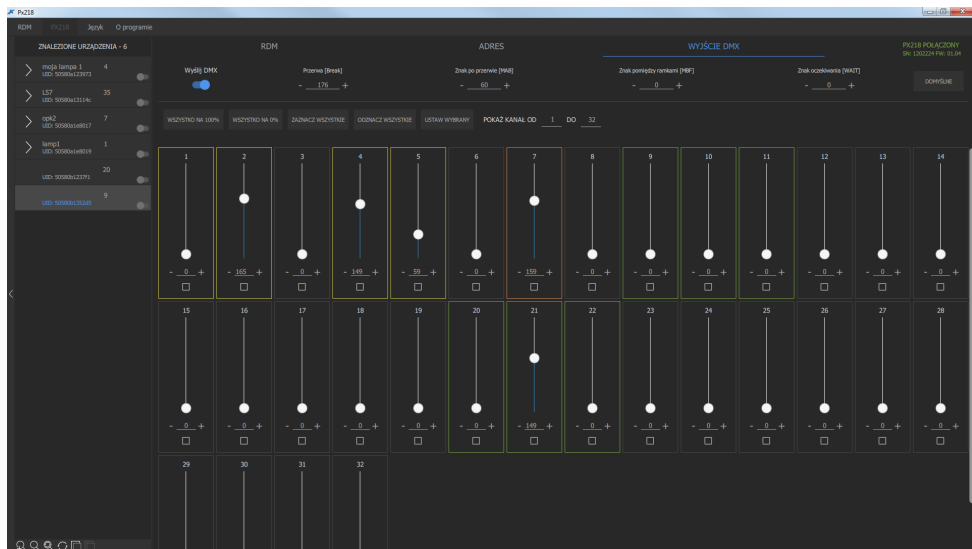 Px218
RDM PX218 Język O programie
ZNALEZIONE URZĄDZENIA - 6
RDM ADRES WYJŚCIE DMX
PX218 POŁĄCZONY
SN: 1202224 FW: 01.04
moja lampa 1 4
UID: 50580a123973
LS7 35
UID: 50580a13114c
opk2 7
UID: 50580a1e8017
lamp1 1
UID: 50580a1e8019
20
UID: 50580b1237f1
9
UID: 50580b1352d5
Wyślij DMX Przerwa [Break] Znak po przerwie [MAB] Znak pomiędzy ramkami [MBF] Znak oczekiwania [WAIT]
- 176 + - 60 + - 0 + - 0 +
DOMYŚLNE
WSZYSTKO NA 100% WSZYSTKO NA 0% ZAZNACZ WSZYSTKIE ODZNACZ WSZYSTKIE USTAW WYBRANY POKAŻ KANAŁ OD 1 DO 32
1 2 3 4 5 6 7 8 9 10 11 12 13 14
- 0 + - 165 + - 0 + - 149 + - 59 + - 0 + - 159 + - 0 + - 0 + - 0 + - 0 + - 0 + - 0 + - 0 +
15 16 17 18 19 20 21 22 23 24 25 26 27 28
- 0 + - 0 + - 0 + - 0 + - 0 + - 0 + - 149 + - 0 + - 0 + - 0 + - 0 + - 0 + - 0 + - 0 +
29 30 31 32